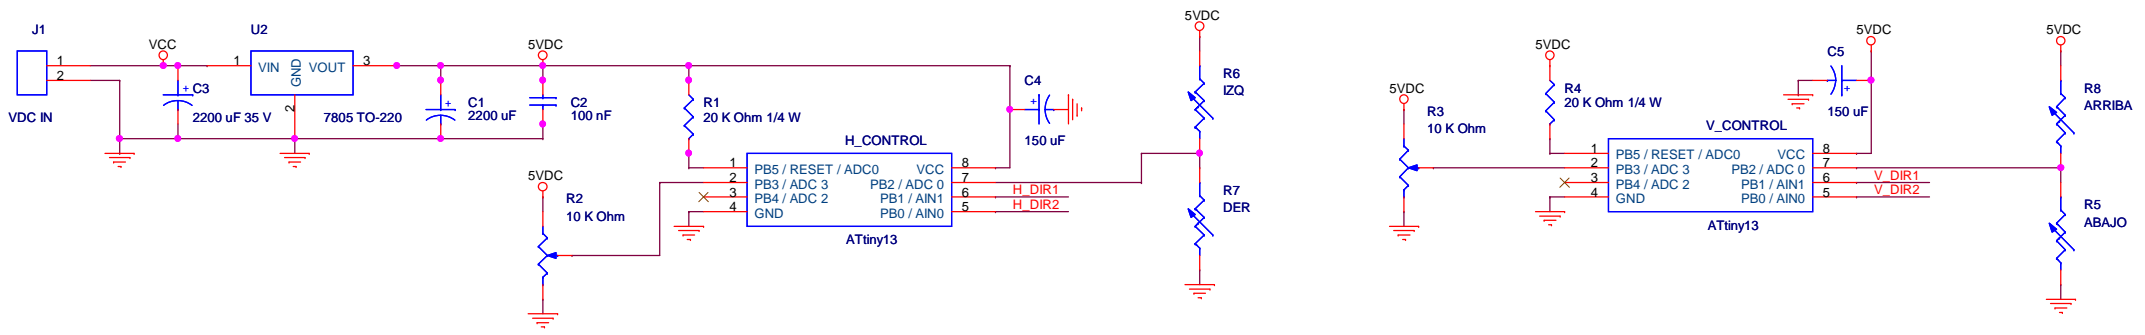 J1
1
2
VDC IN
VCC
C3
2200 uF 35 V
U2
1
VIN
GND
VOUT
3
2
7805 TO-220
C1
2200 uF
5VDC
C2
100 nF
R1
20 K Ohm 1/4 W
C4
150 uF
H_CONTROL
1
PB5 / RESET / ADC0
VCC
8
2
PB3 / ADC 3
PB2 / ADC 0
7
3
PB4 / ADC 2
PB1 / AIN1
6
H_DIR1
4
GND
PB0 / AIN0
5
H_DIR2
ATtiny13
5VDC
R2
10 K Ohm
5VDC
R6
IZQ
R7
DER
5VDC
R3
10 K Ohm
5VDC
R4
20 K Ohm 1/4 W
5VDC
C5
150 uF
V_CONTROL
1
PB5 / RESET / ADC0
VCC
8
2
PB3 / ADC 3
PB2 / ADC 0
7
3
PB4 / ADC 2
PB1 / AIN1
6
V_DIR1
4
GND
PB0 / AIN0
5
V_DIR2
ATtiny13
5VDC
R8
ARRIBA
R5
ABAJO